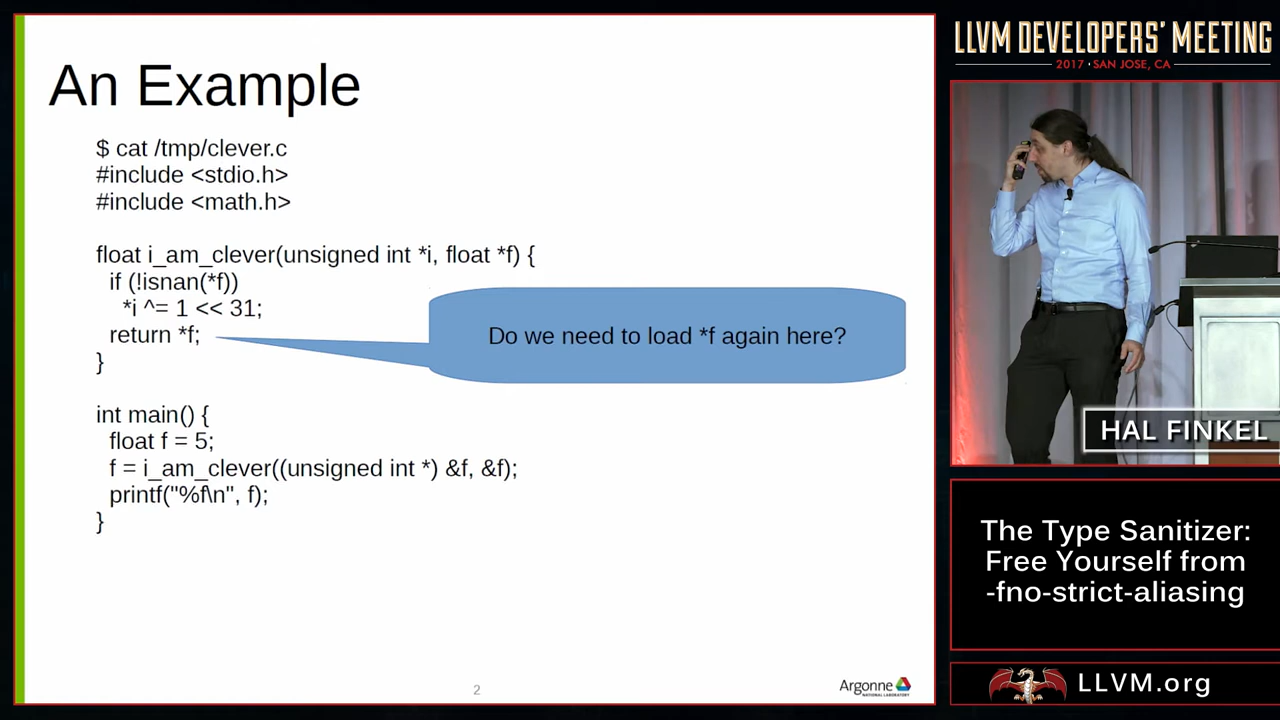 An Example
$ cat /tmp/clever.c
#include <stdio.h>
#include <math.h>
float i_am_clever(unsigned int *i, float *f) {
if (!isnan(*f))
*i ^= 1 << 31;
return *f;
}
Do we need to load *f again here?
int main() {
float f = 5;
f = i_am_clever((unsigned int *) &f, &f);
printf("%f\n", f);
}
2
Argonne
NATIONAL LABORATORY
LLVM DEVELOPERS' MEETING
2017 · SAN JOSE, CA
HAL FINKEL
The Type Sanitizer:
Free Yourself from
-fno-strict-aliasing
LLVM.org